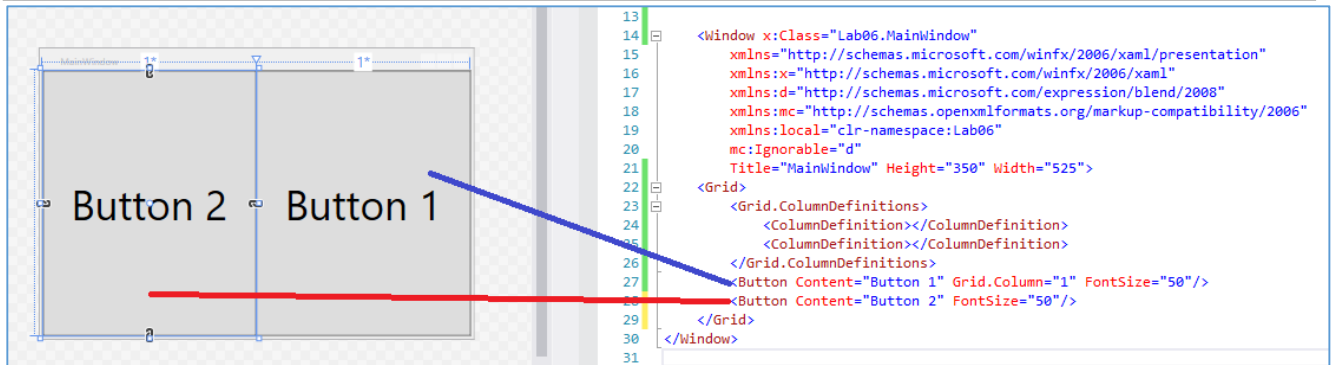 MainWindow 1* 1*
Button 2 Button 1
13
14 <Window x:Class="Lab06.MainWindow"
15 xmlns="http://schemas.microsoft.com/winfx/2006/xaml/presentation"
16 xmlns:x="http://schemas.microsoft.com/winfx/2006/xaml"
17 xmlns:d="http://schemas.microsoft.com/expression/blend/2008"
18 xmlns:mc="http://schemas.openxmlformats.org/markup-compatibility/2006"
19 xmlns:local="clr-namespace:Lab06"
20 mc:Ignorable="d"
21 Title="MainWindow" Height="350" Width="525">
22 <Grid>
23 <Grid.ColumnDefinitions>
24 <ColumnDefinition></ColumnDefinition>
<ColumnDefinition></ColumnDefinition>
26 </Grid.ColumnDefinitions>
27 <Button Content="Button 1" Grid.Column="1" FontSize="50"/>
<Button Content="Button 2" FontSize="50"/>
29 </Grid>
30 </Window>
31